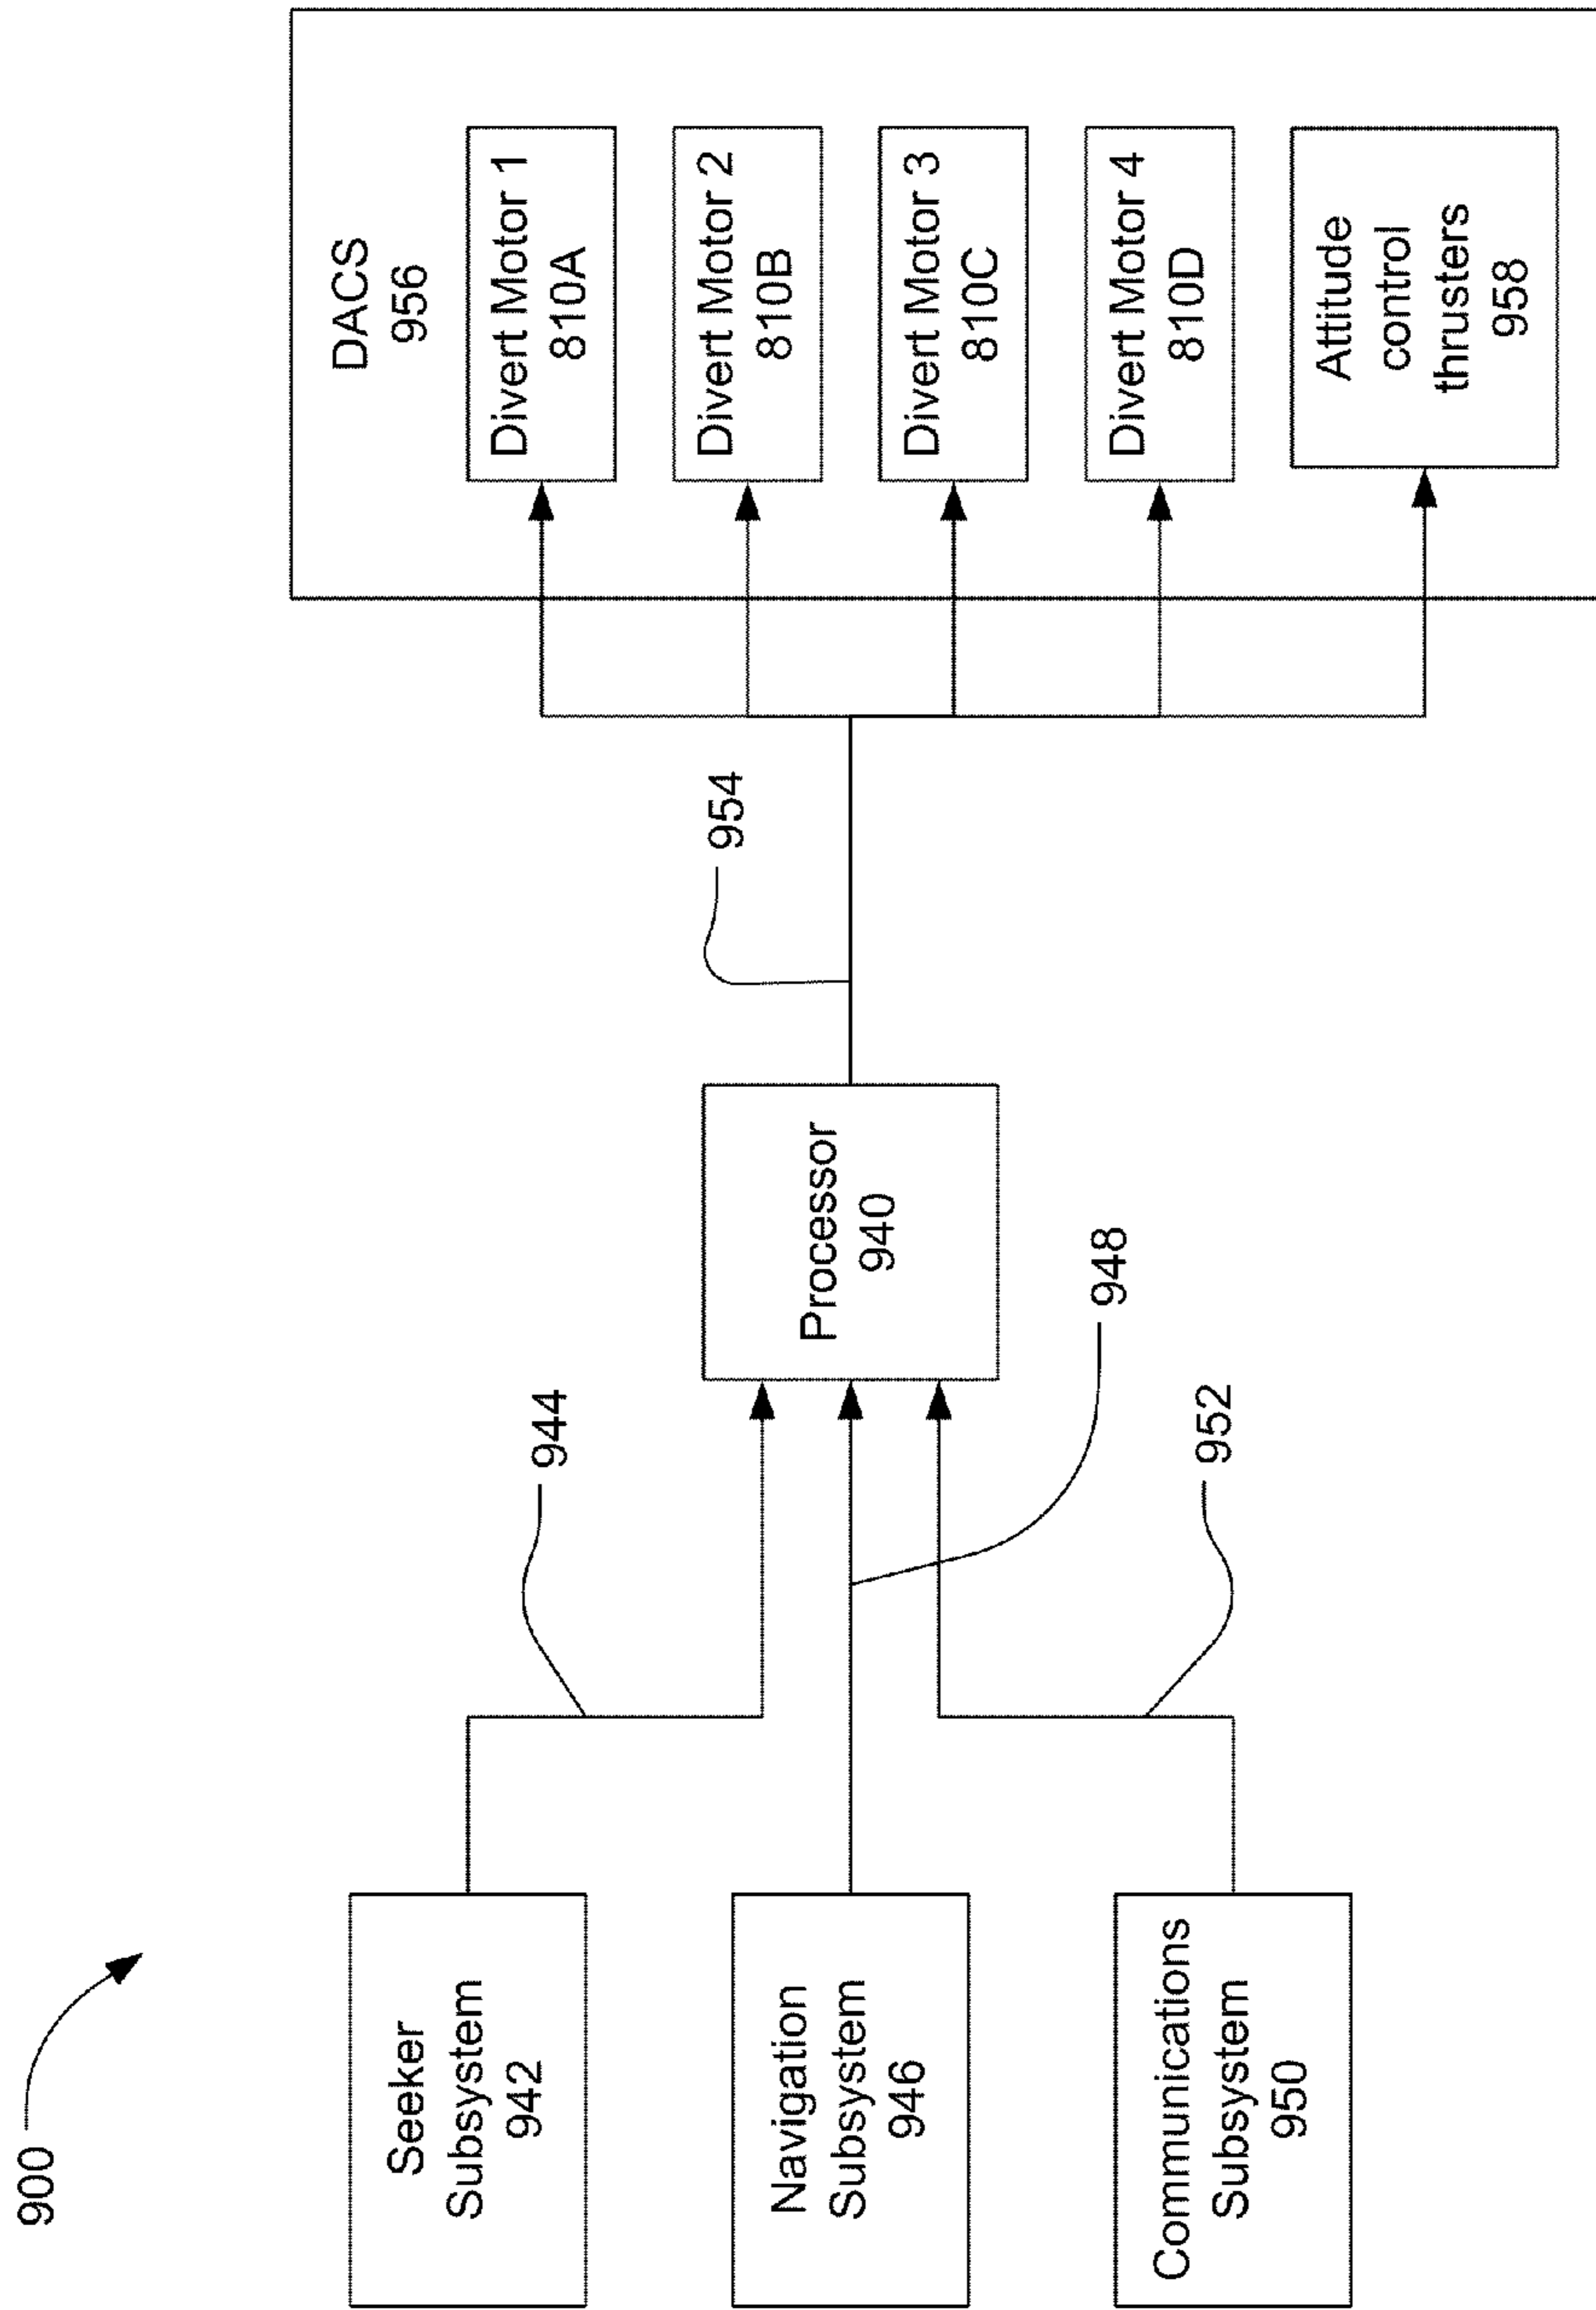 900
Seeker
Subsystem
942
Navigation
Subsystem
946
Communications
Subsystem
950
944
948
952
Processor
940
954
DACS
956
Divert Motor 1
810A
Divert Motor 2
810B
Divert Motor 3
810C
Divert Motor 4
810D
Attitude
control
thrusters
958